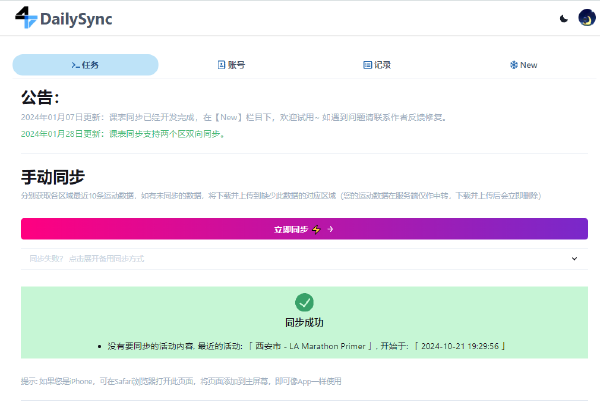 DailySync
任务
账号
记录
New
公告：
2024年01月07日更新：课表同步已经开发完成，在【New】栏目下，欢迎试用~ 如遇到问题请联系作者反馈修复。
2024年01月28日更新：课表同步支持两个区双向同步。
手动同步
分别获取各区域最近10条运动数据，如有未同步的数据，将下载并上传到缺少此数据的对应区域（您的运动数据在服务端仅作中转，下载并上传后会立即删除）
立即同步 ⚡ →
同步失败？ 点击展开备用同步方式
同步成功
• 没有要同步的活动内容, 最近的活动: 「 西安市 - LA Marathon Primer 」, 开始于: 「 2024-10-21 19:29:56 」
提示: 如果您是iPhone，可在Safari浏览器打开此页面，将页面添加到主屏幕，即可像App一样使用